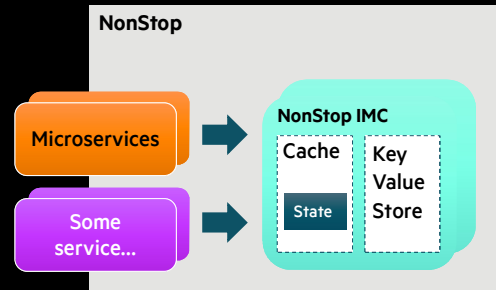 NonStop
Microservices
Some
service...
NonStop IMC
Cache
State
Key
Value
Store